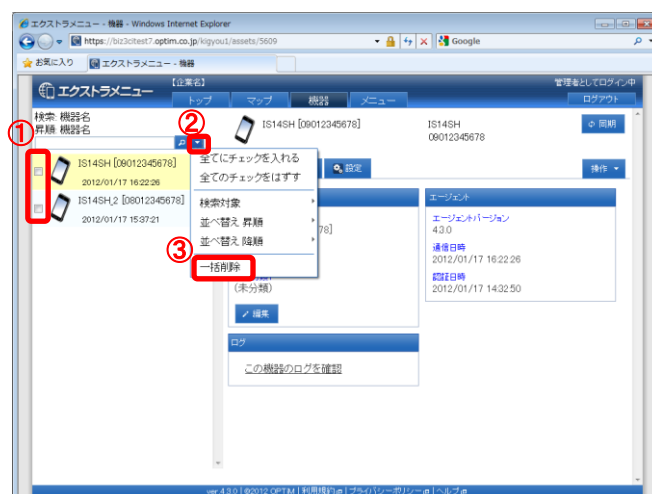 エクストラメニュー - 機器 - Windows Internet Explorer
https://biz3citest7.optim.co.jp/kigyou1/assets/5609
Google
お気に入り
エクストラメニュー - 機器
エクストラメニュー
【企業名】
管理者としてログイン中
トップ
マップ
機器
メニュー
ログアウト
検索: 機器名
昇順: 機器名
①
②
IS14SH [09012345678]
2012/01/17 16:22:26
IS14SH_2 [08012345678]
2012/01/17 15:37:21
全てにチェックを入れる
全てのチェックをはずす
検索対象
並べ替え 昇順
並べ替え 降順
③
一括削除
IS14SH [09012345678]
IS14SH
09012345678
同期
設定
操作
78]
(未分類)
編集
ログ
この機器のログを確認
エージェント
エージェントバージョン
4.3.0
通信日時
2012/01/17 16:22:26
認証日時
2012/01/17 14:32:50
ver.4.3.0 | ©2012 OPTiM | 利用規約 | プライバシーポリシー | ヘルプ